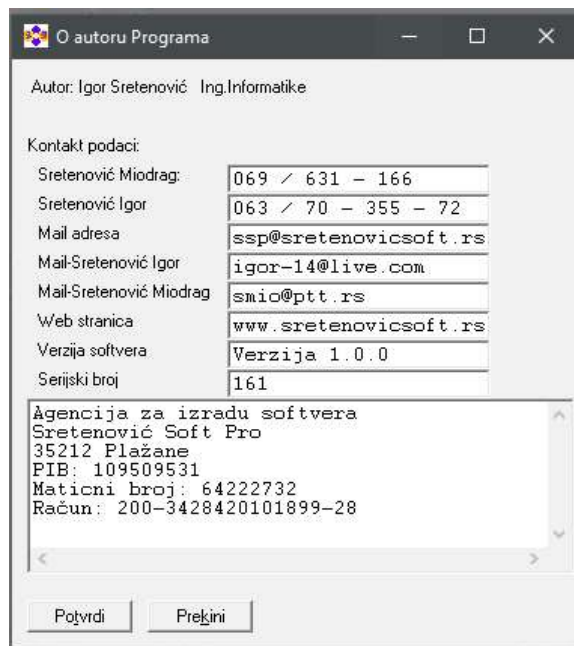 O autoru Programa
Autor: Igor Sretenović Ing.Informatike
Kontakt podaci:
Sretenović Miodrag: 069 / 631 - 166
Sretenović Igor 063 / 70 - 355 - 72
Mail adresa ssp@sretenovicsoft.rs
Mail-Sretenović Igor igor-14@live.com
Mail-Sretenović Miodrag smio@ptt.rs
Web stranica www.sretenovicsoft.rs
Verzija softvera Verzija 1.0.0
Serijski broj 161
Agencija za izradu softvera
Sretenović Soft Pro
35212 Plažane
PIB: 109509531
Maticni broj: 64222732
Račun: 200-3428420101899-28
Potvrdi Prekini